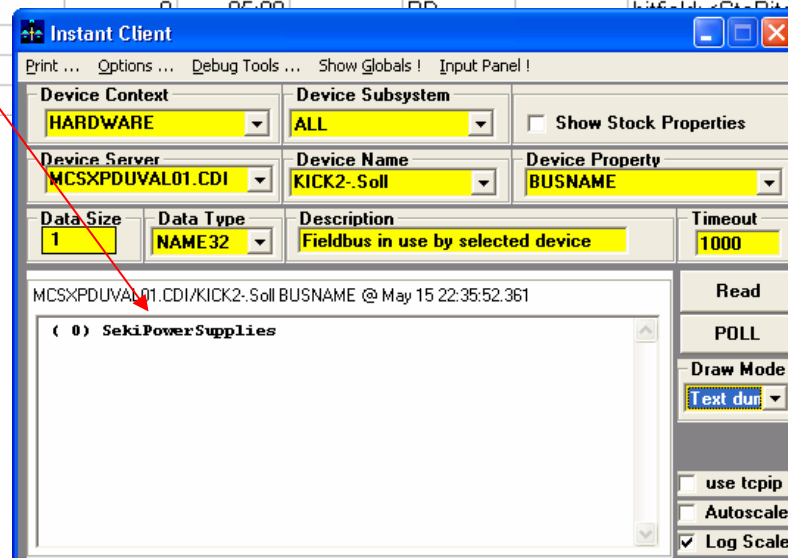 Instant Client
Print ... Options ... Debug Tools ... Show Globals ! Input Panel !
Device Context Device Subsystem
HARDWARE ALL Show Stock Properties
Device Server Device Name Device Property
MCSXPDUVAL01.CDI KICK2-.Soll BUSNAME
Data Size Data Type Description Timeout
1 NAME32 Fieldbus in use by selected device 1000
MCSXPDUVAL01.CDI/KICK2-.Soll BUSNAME @ May 15 22:35:52.361
Read
( 0) SekiPowerSupplies
POLL
Draw Mode
Text dun
use tcpip
Autoscale
Log Scale